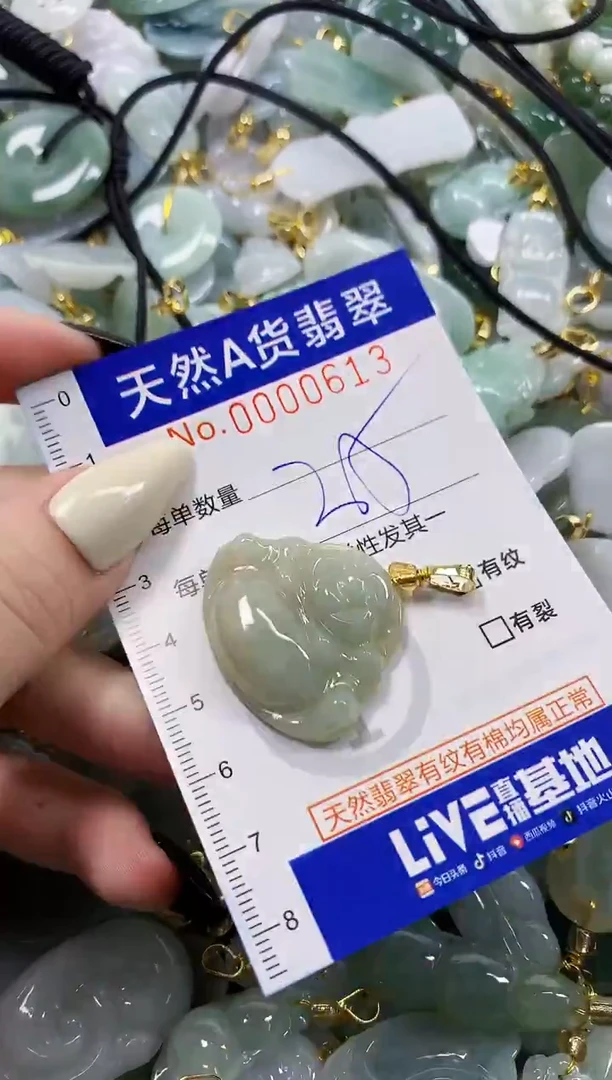 天然A货翡翠
No.0000613
0
1
每单数量 28
性发其一
3
每
有纹
4
有裂
5
6
天然翡翠有纹有棉均属正常
7
LiVE直播基地
今日头条 抖音 西瓜视频 抖音火山
8